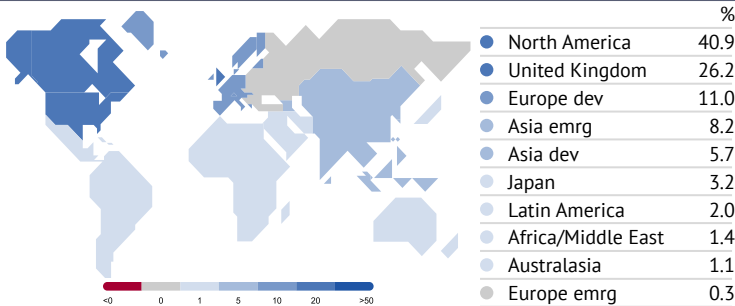 %
North America 40.9
United Kingdom 26.2
Europe dev 11.0
Asia emrg 8.2
Asia dev 5.7
Japan 3.2
Latin America 2.0
Africa/Middle East 1.4
Australasia 1.1
Europe emrg 0.3
<0 0 1 5 10 20 >50